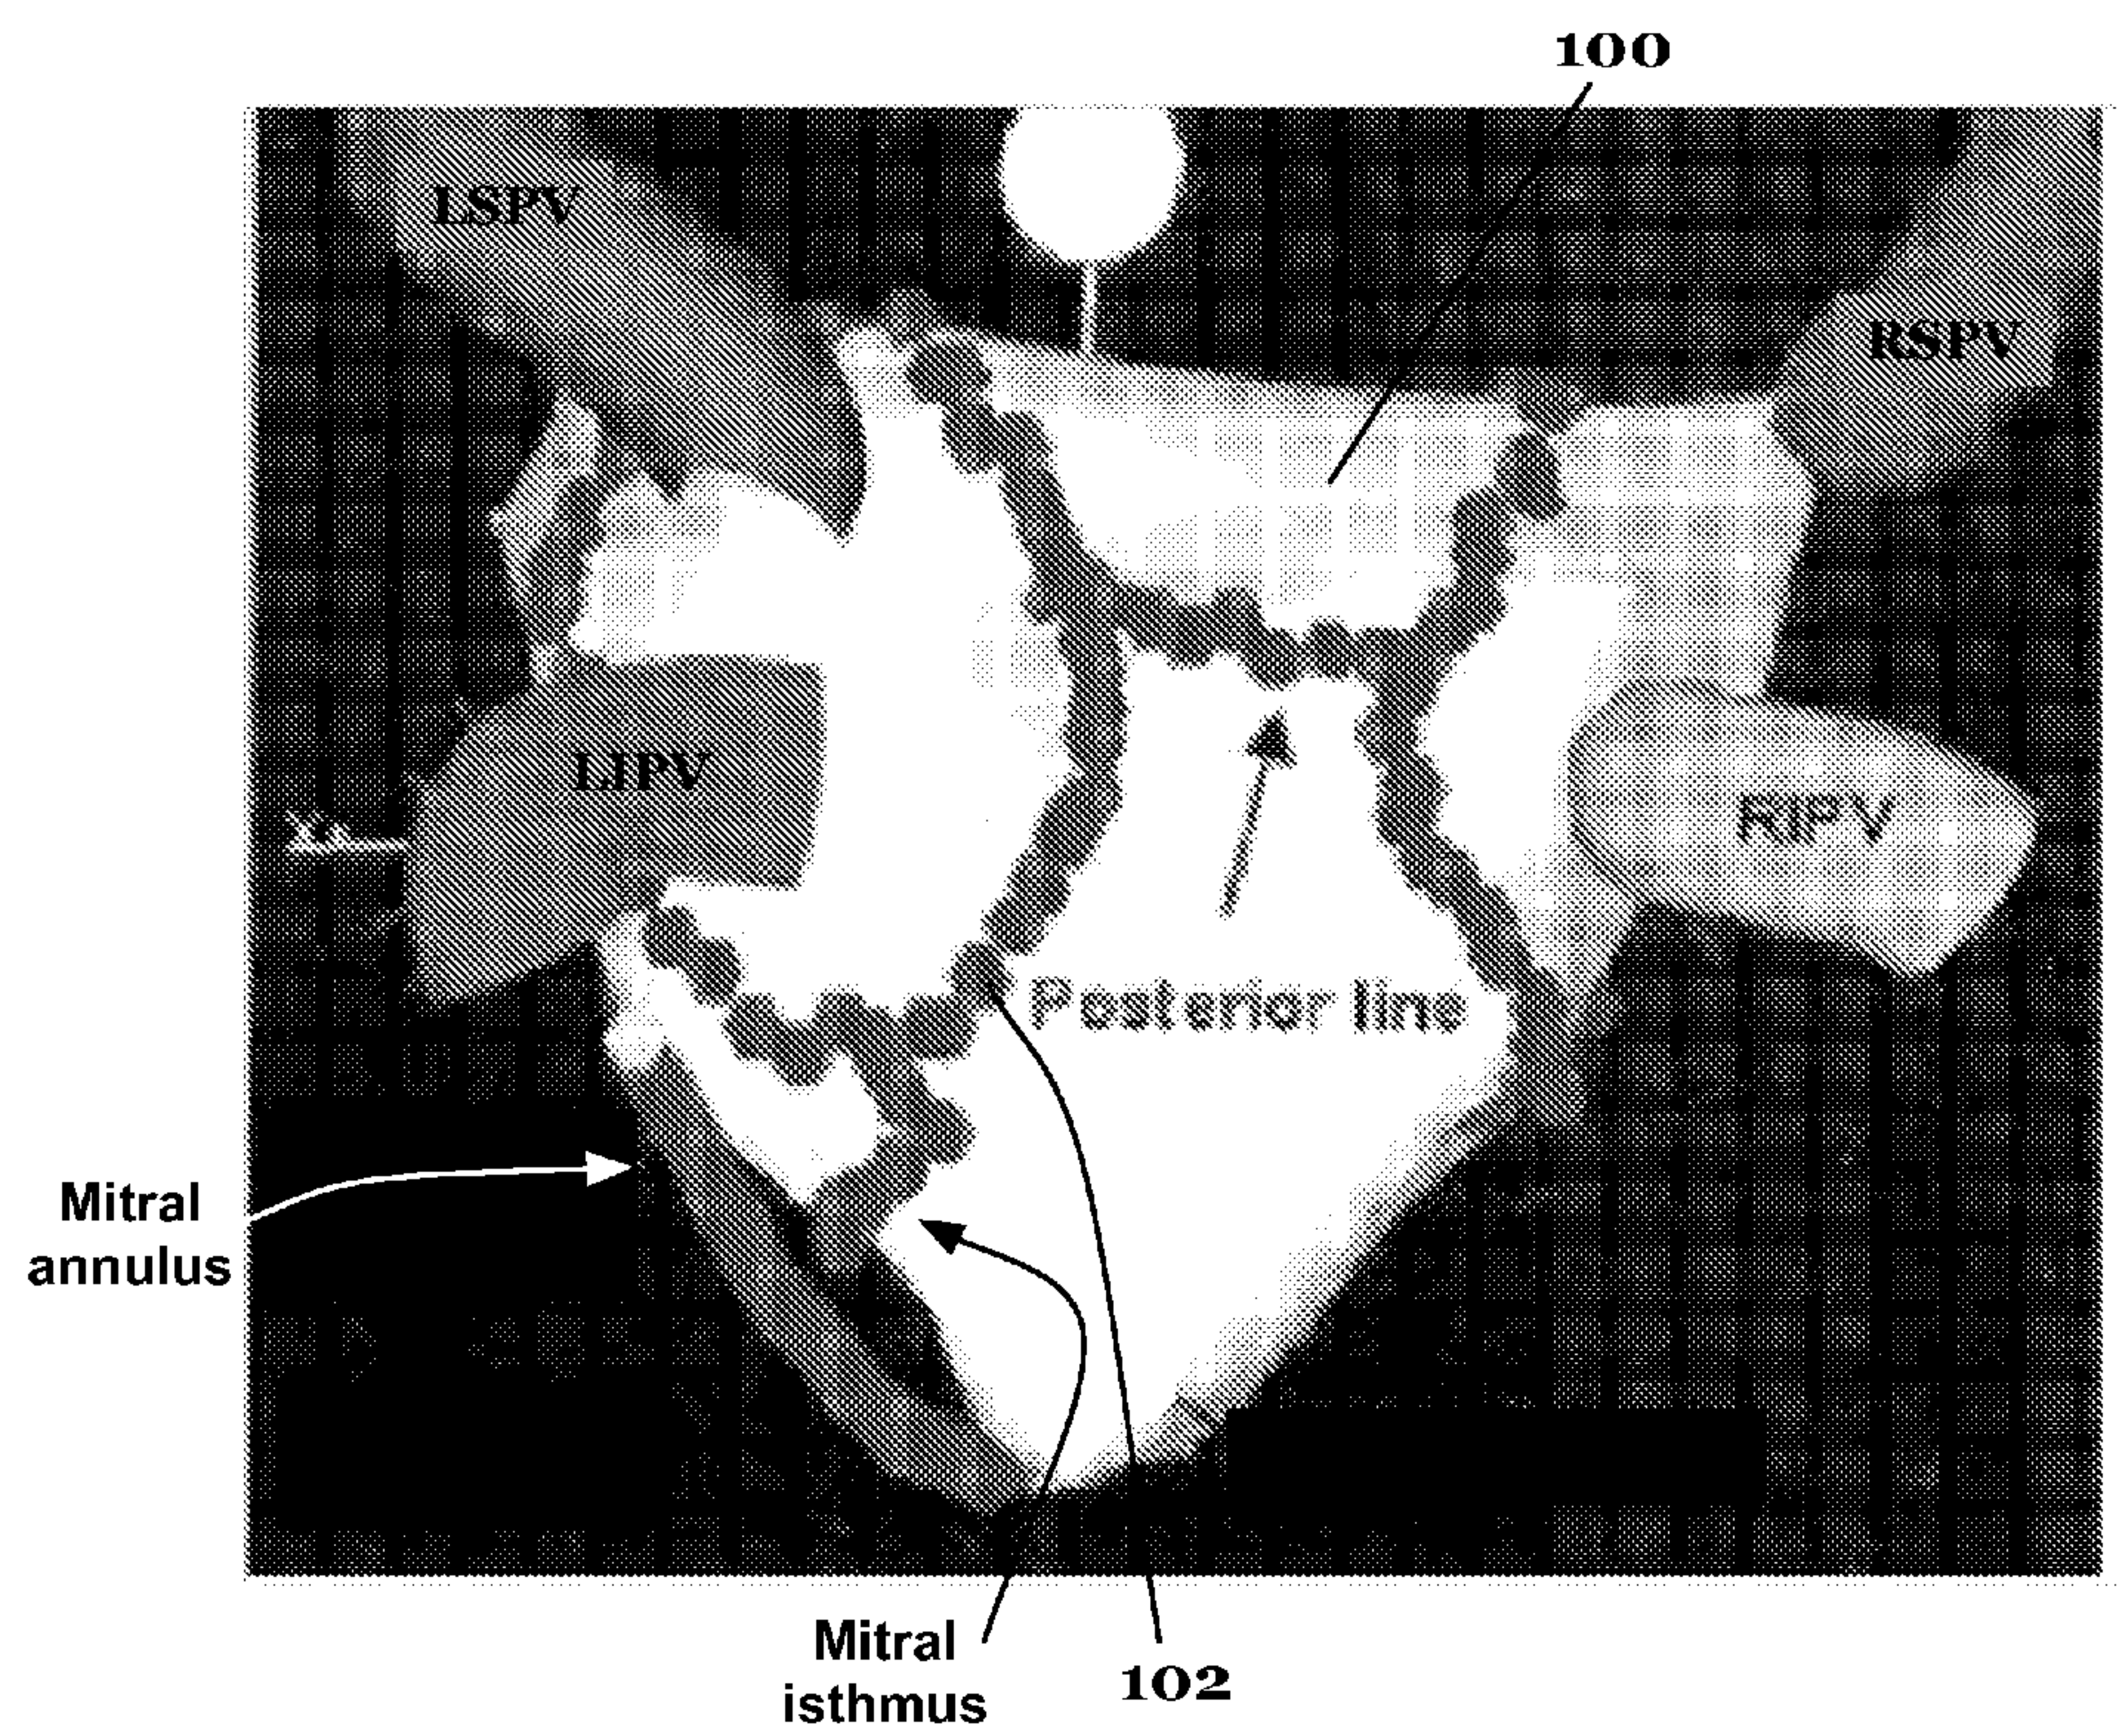 100
LSPV
RSPV
LIPV
RIPV
Posterior line
Mitral
annulus
Mitral
isthmus
102